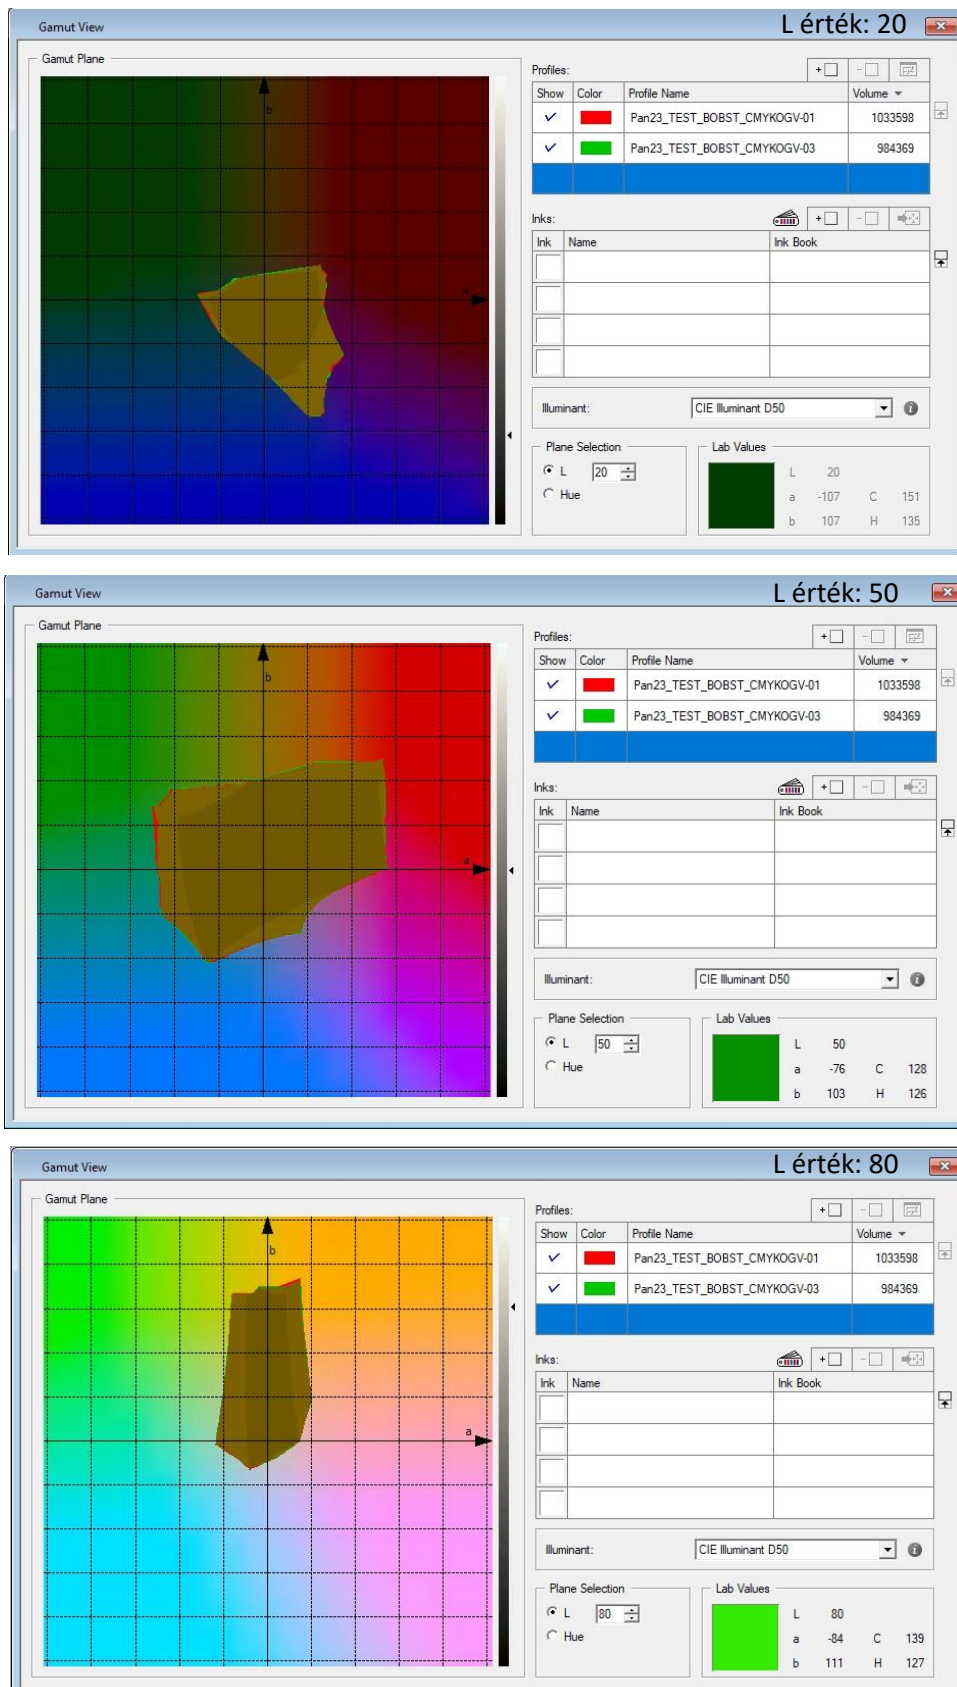 Gamut View
L érték: 20
Gamut Plane
b
a
Profiles:
Show Color Profile Name Volume
Pan23_TEST_BOBST_CMYKOGV-01 1033598
Pan23_TEST_BOBST_CMYKOGV-03 984369
Inks:
Ink Name Ink Book
Illuminant: CIE Illuminant D50
Plane Selection
L 20
Hue
Lab Values
L 20
a -107 C 151
b 107 H 135
Gamut View
L érték: 50
Gamut Plane
b
a
Profiles:
Show Color Profile Name Volume
Pan23_TEST_BOBST_CMYKOGV-01 1033598
Pan23_TEST_BOBST_CMYKOGV-03 984369
Inks:
Ink Name Ink Book
Illuminant: CIE Illuminant D50
Plane Selection
L 50
Hue
Lab Values
L 50
a -76 C 128
b 103 H 126
Gamut View
L érték: 80
Gamut Plane
b
a
Profiles:
Show Color Profile Name Volume
Pan23_TEST_BOBST_CMYKOGV-01 1033598
Pan23_TEST_BOBST_CMYKOGV-03 984369
Inks:
Ink Name Ink Book
Illuminant: CIE Illuminant D50
Plane Selection
L 80
Hue
Lab Values
L 80
a -84 C 139
b 111 H 127